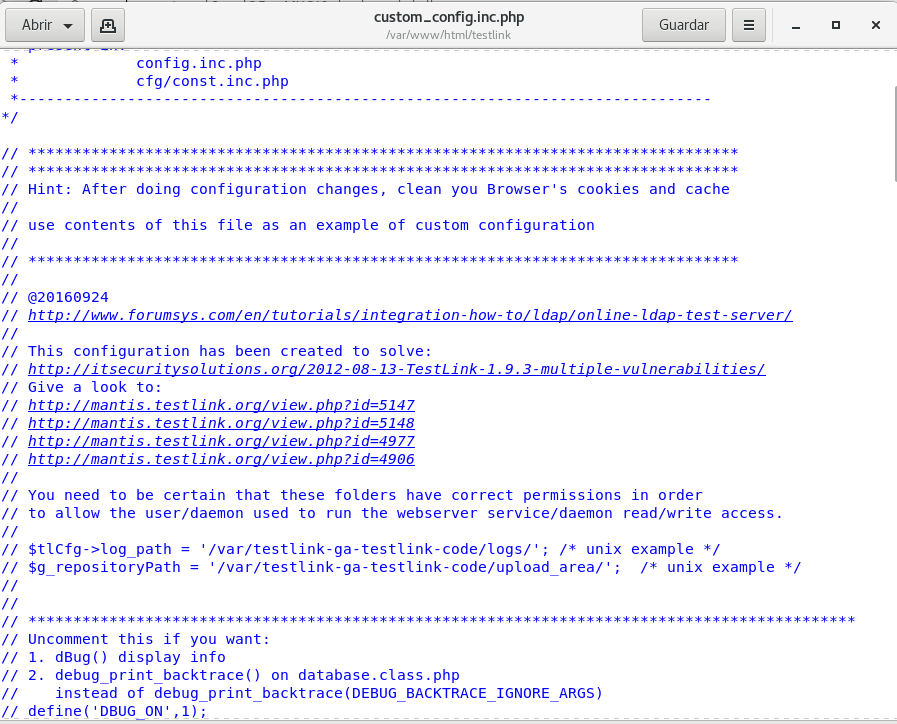 Abrir
custom_config.inc.php
/var/www/html/testlink
Guardar
present in:
 *             config.inc.php
 *             cfg/const.inc.php
 *-----------------------------------------------------------------------------
*/
// *******************************************************************************
// *******************************************************************************
// Hint: After doing configuration changes, clean you Browser's cookies and cache
//
// use contents of this file as an example of custom configuration
//
// *******************************************************************************
//
// @20160924
// http://www.forumsys.com/en/tutorials/integration-how-to/ldap/online-ldap-test-server/
//
// This configuration has been created to solve:
// http://itsecuritysolutions.org/2012-08-13-TestLink-1.9.3-multiple-vulnerabilities/
// Give a look to:
// http://mantis.testlink.org/view.php?id=5147
// http://mantis.testlink.org/view.php?id=5148
// http://mantis.testlink.org/view.php?id=4977
// http://mantis.testlink.org/view.php?id=4906
//
// You need to be certain that these folders have correct permissions in order
// to allow the user/daemon used to run the webserver service/daemon read/write access.
//
// $tlCfg->log_path = '/var/testlink-ga-testlink-code/logs/'; /* unix example */
// $g_repositoryPath = '/var/testlink-ga-testlink-code/upload_area/';  /* unix example */
//
//
// ********************************************************************************************
// Uncomment this if you want:
// 1. dBug() display info
// 2. debug_print_backtrace() on database.class.php
//    instead of debug_print_backtrace(DEBUG_BACKTRACE_IGNORE_ARGS)
// define('DBUG_ON',1);